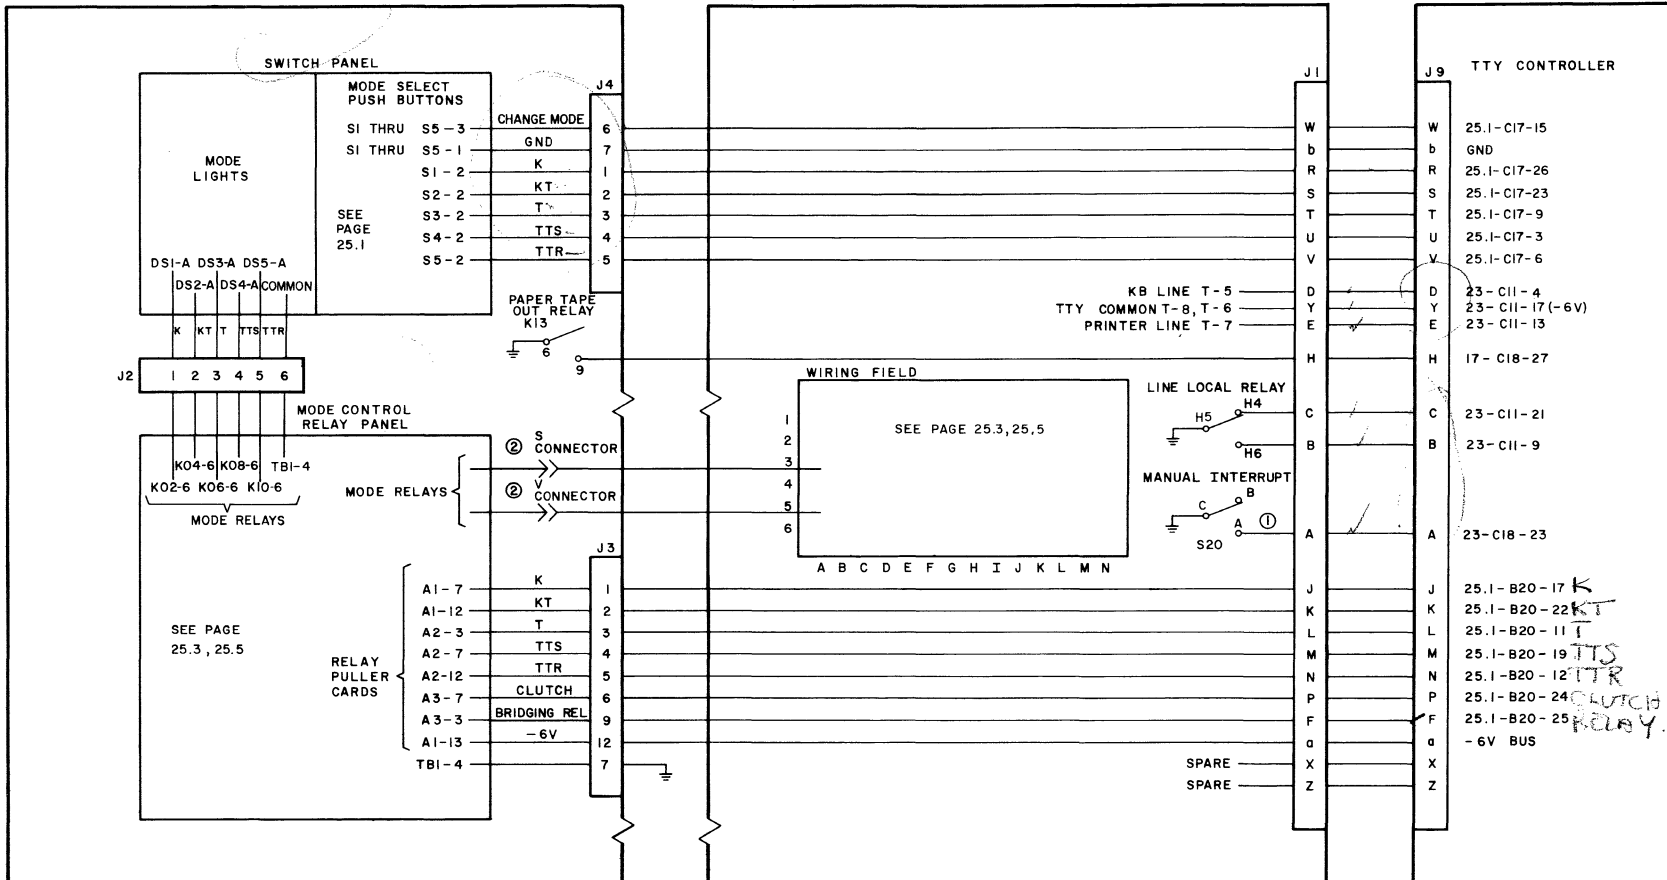 SWITCH PANEL
MODE LIGHTS
MODE SELECT
PUSH BUTTONS
SEE
PAGE
25.1
S1 THRU S5-3 CHANGE MODE
S1 THRU S5-1 GND
S1-2 K
S2-2 KT
S3-2 T
S4-2 TTS
S5-2 TTR
J4
6
7
1
2
3
4
5
DS1-A DS3-A DS5-A
DS2-A DS4-A COMMON
K KT T TTS TTR
J2 1 2 3 4 5 6
PAPER TAPE
OUT RELAY
K13
6
9
MODE CONTROL
RELAY PANEL
K04-6 K08-6 TB1-4
K02-6 K06-6 K10-6
MODE RELAYS
MODE RELAYS
② S CONNECTOR
② V CONNECTOR
SEE PAGE
25.3, 25.5
RELAY
PULLER
CARDS
J3
A1-7 K 1
A1-12 KT 2
A2-3 T 3
A2-7 TTS 4
A2-12 TTR 5
A3-7 CLUTCH 6
A3-3 BRIDGING REL 9
A1-13 -6V 12
TB1-4 7
WIRING FIELD
SEE PAGE 25.3, 25.5
1
2
3
4
5
6
A B C D E F G H I J K L M N
KB LINE T-5
TTY COMMON T-8, T-6
PRINTER LINE T-7
LINE LOCAL RELAY
H4
H5
H6
MANUAL INTERRUPT
B
C
A ①
S20
SPARE
SPARE
J1 J9 TTY CONTROLLER
W W 25.1-C17-15
b b GND
R R 25.1-C17-26
S S 25.1-C17-23
T T 25.1-C17-9
U U 25.1-C17-3
V V 25.1-C17-6
D D 23-C11-4
Y Y 23-C11-17 (-6V)
E E 23-C11-13
H H 17-C18-27
C C 23-C11-21
B B 23-C11-9
A A 23-C18-23
J J 25.1-B20-17 K
K K 25.1-B20-22 KT
L L 25.1-B20-11 T
M M 25.1-B20-19 TTS
N N 25.1-B20-12 TTR
P P 25.1-B20-24 CLUTCH
F F 25.1-B20-25 RELAY.
a a -6V BUS
X X
Z Z